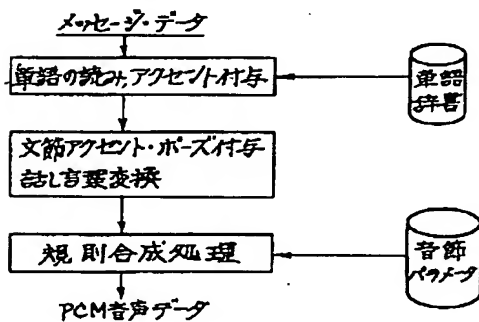 メッセージ・データ
単語の読み,アクセント付与
単語
辞書
文節アクセント・ポーズ付与
話し言葉変換
規則合成処理
音節
パラメータ
PCM音声データ